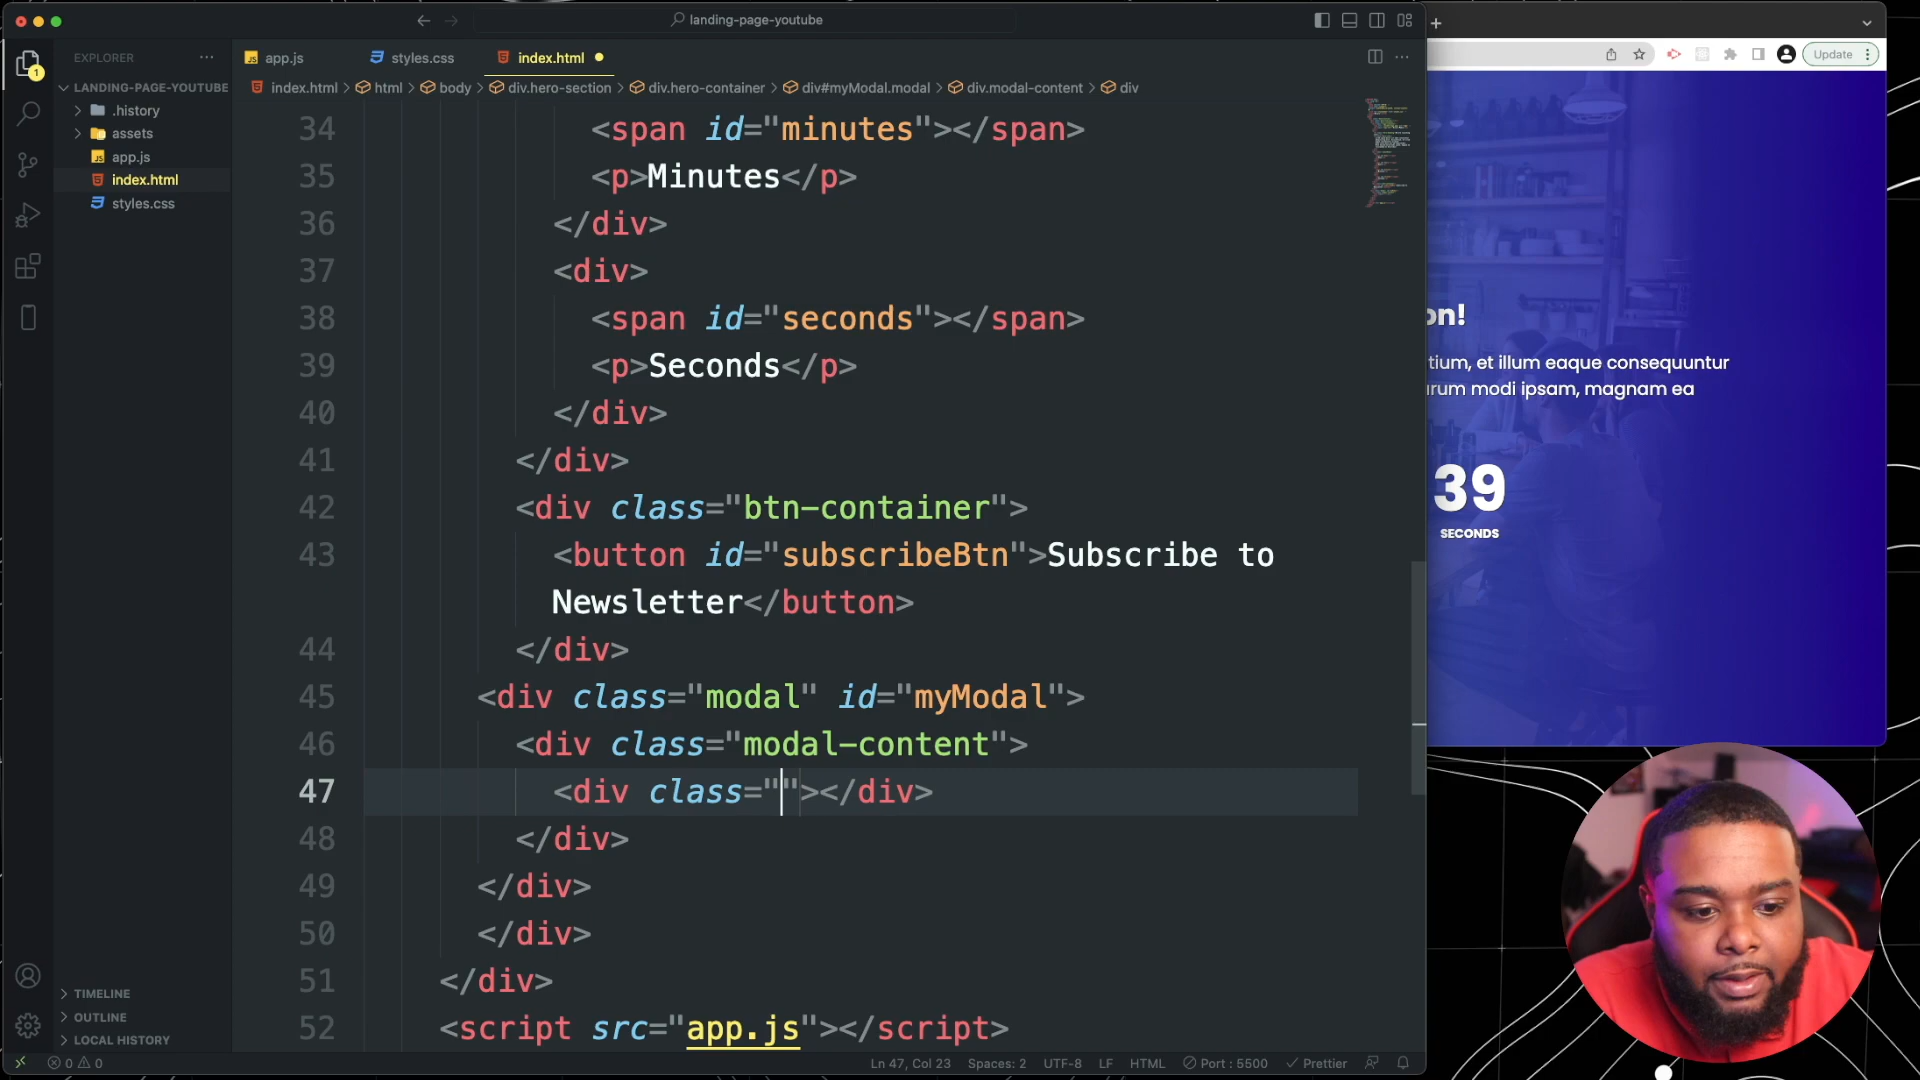 landing-page-youtube
EXPLORER
app.js
styles.css
index.html
LANDING-PAGE-YOUTUBE
index.html > html > body > div.hero-section > div.hero-container > div#myModal.modal > div.modal-content > div
Update
.history
assets
app.js
index.html
styles.css
1
34 <span id="minutes"></span>
35 <p>Minutes</p>
36 </div>
37 <div>
38 <span id="seconds"></span>
39 <p>Seconds</p>
40 </div>
41 </div>
42 <div class="btn-container">
43 <button id="subscribeBtn">Subscribe to
Newsletter</button>
44 </div>
45 <div class="modal" id="myModal">
46 <div class="modal-content">
47 <div class=""></div>
48 </div>
49 </div>
50 </div>
51 </div>
52 <script src="app.js"></script>
on!
tium, et illum eaque consequuntur
rum modi ipsam, magnam ea
39
SECONDS
TIMELINE
OUTLINE
LOCAL HISTORY
0 0
Ln 47, Col 23
Spaces: 2
UTF-8
LF
HTML
Port : 5500
Prettier